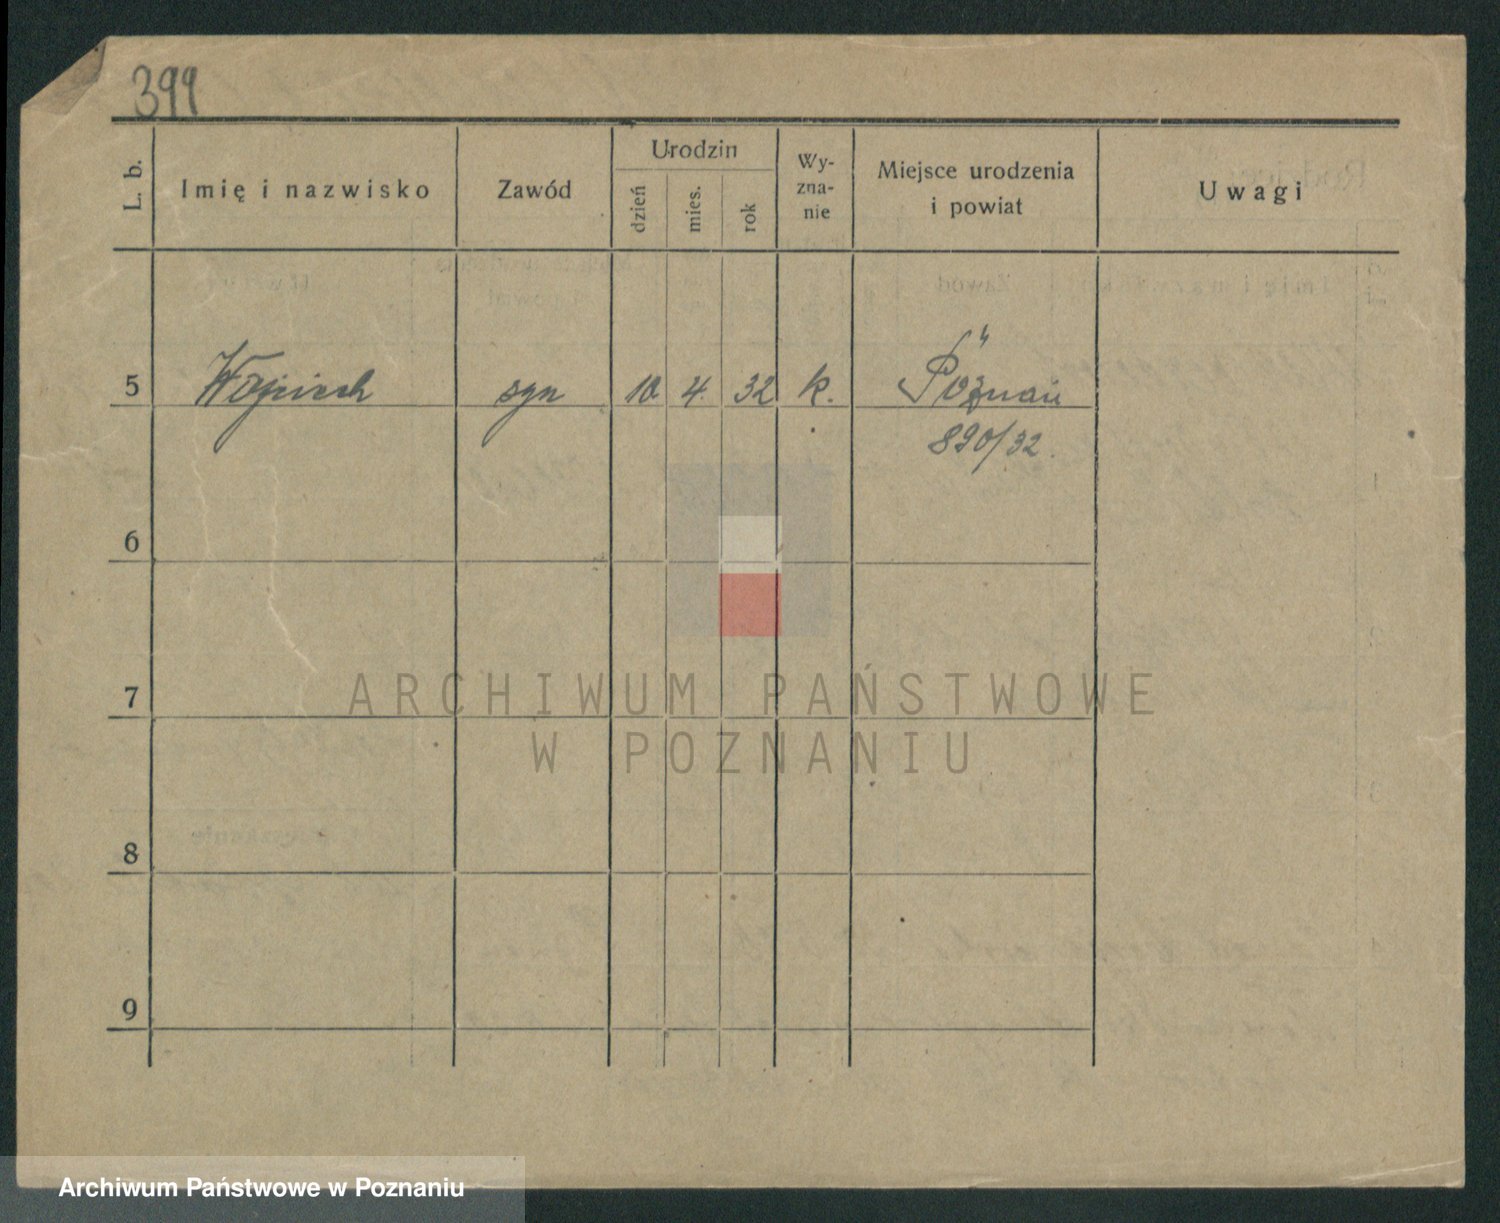 399
L. b. Imię i nazwisko Zawód Urodzin dzień mies. rok Wy-zna-nie Miejsce urodzenia i powiat Uwagi
5 Wojciech syn 10 4. 32 k. Poznań
890/32.
6
7
8
9
ARCHIWUM PAŃSTWOWE
W POZNANIU
Archiwum Państwowe w Poznaniu